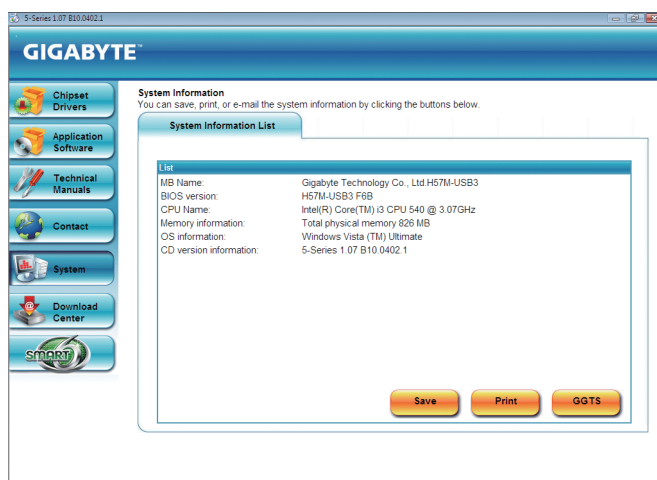 5-Series 1.07 B10.0402.1
GIGABYTE™
Chipset
Drivers
Application
Software
Technical
Manuals
Contact
System
Download
Center
SMART 6
System Information
You can save, print, or e-mail the system information by clicking the buttons below.
System Information List
List
MB Name: Gigabyte Technology Co., Ltd.H57M-USB3
BIOS version: H57M-USB3 F6B
CPU Name: Intel(R) Core(TM) i3 CPU 540 @ 3.07GHz
Memory information: Total physical memory 826 MB
OS information: Windows Vista (TM) Ultimate
CD version information: 5-Series 1.07 B10.0402.1
Save Print GGTS